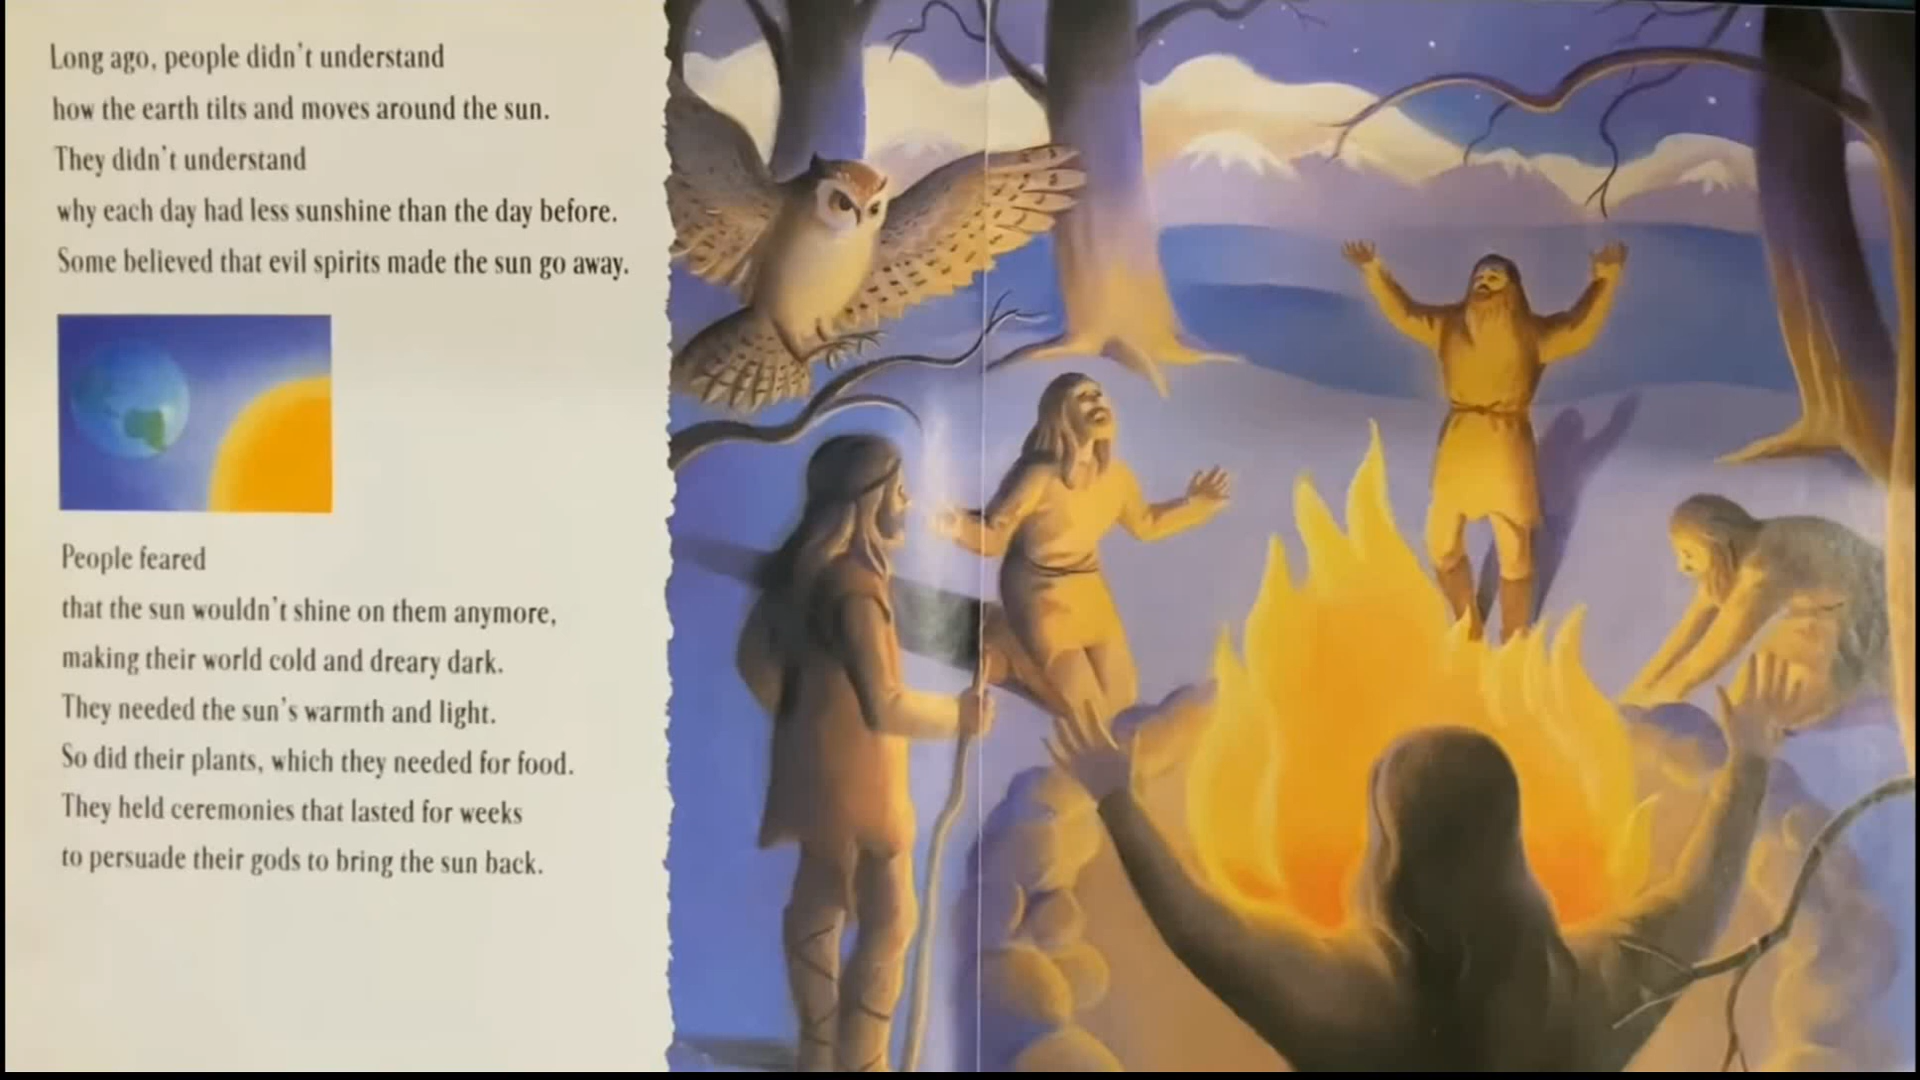 Long ago, people didn't understand
how the earth tilts and moves around the sun.
They didn't understand
why each day had less sunshine than the day before.
Some believed that evil spirits made the sun go away.
People feared
that the sun wouldn't shine on them anymore,
making their world cold and dreary dark.
They needed the sun's warmth and light.
So did their plants, which they needed for food.
They held ceremonies that lasted for weeks
to persuade their gods to bring the sun back.